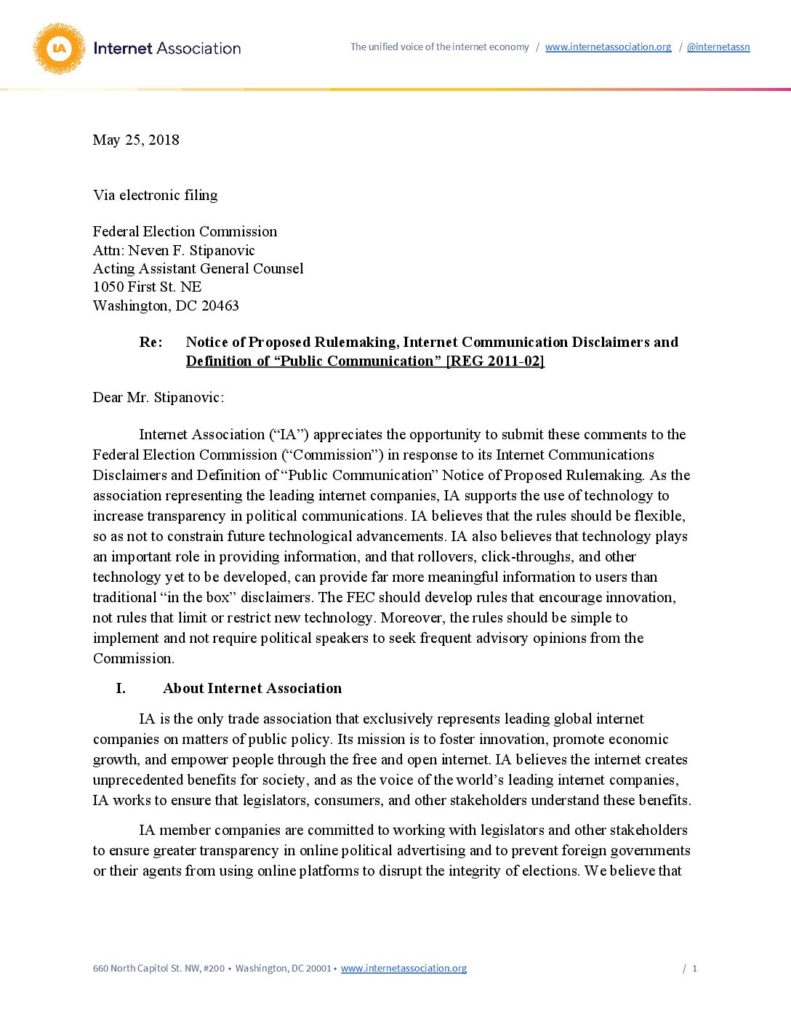 IA Internet Association
The unified voice of the internet economy / www.internetassociation.org / @internetassn
May 25, 2018
Via electronic filing
Federal Election Commission
Attn: Neven F. Stipanovic
Acting Assistant General Counsel
1050 First St. NE
Washington, DC 20463
Re: Notice of Proposed Rulemaking, Internet Communication Disclaimers and
Definition of “Public Communication” [REG 2011-02]
Dear Mr. Stipanovic:
Internet Association (“IA”) appreciates the opportunity to submit these comments to the
Federal Election Commission (“Commission”) in response to its Internet Communications
Disclaimers and Definition of “Public Communication” Notice of Proposed Rulemaking. As the
association representing the leading internet companies, IA supports the use of technology to
increase transparency in political communications. IA believes that the rules should be flexible,
so as not to constrain future technological advancements. IA also believes that technology plays
an important role in providing information, and that rollovers, click-throughs, and other
technology yet to be developed, can provide far more meaningful information to users than
traditional “in the box” disclaimers. The FEC should develop rules that encourage innovation,
not rules that limit or restrict new technology. Moreover, the rules should be simple to
implement and not require political speakers to seek frequent advisory opinions from the
Commission.
I. About Internet Association
IA is the only trade association that exclusively represents leading global internet
companies on matters of public policy. Its mission is to foster innovation, promote economic
growth, and empower people through the free and open internet. IA believes the internet creates
unprecedented benefits for society, and as the voice of the world’s leading internet companies,
IA works to ensure that legislators, consumers, and other stakeholders understand these benefits.
IA member companies are committed to working with legislators and other stakeholders
to ensure greater transparency in online political advertising and to prevent foreign governments
or their agents from using online platforms to disrupt the integrity of elections. We believe that
660 North Capitol St. NW, #200 • Washington, DC 20001 • www.internetassociation.org / 1